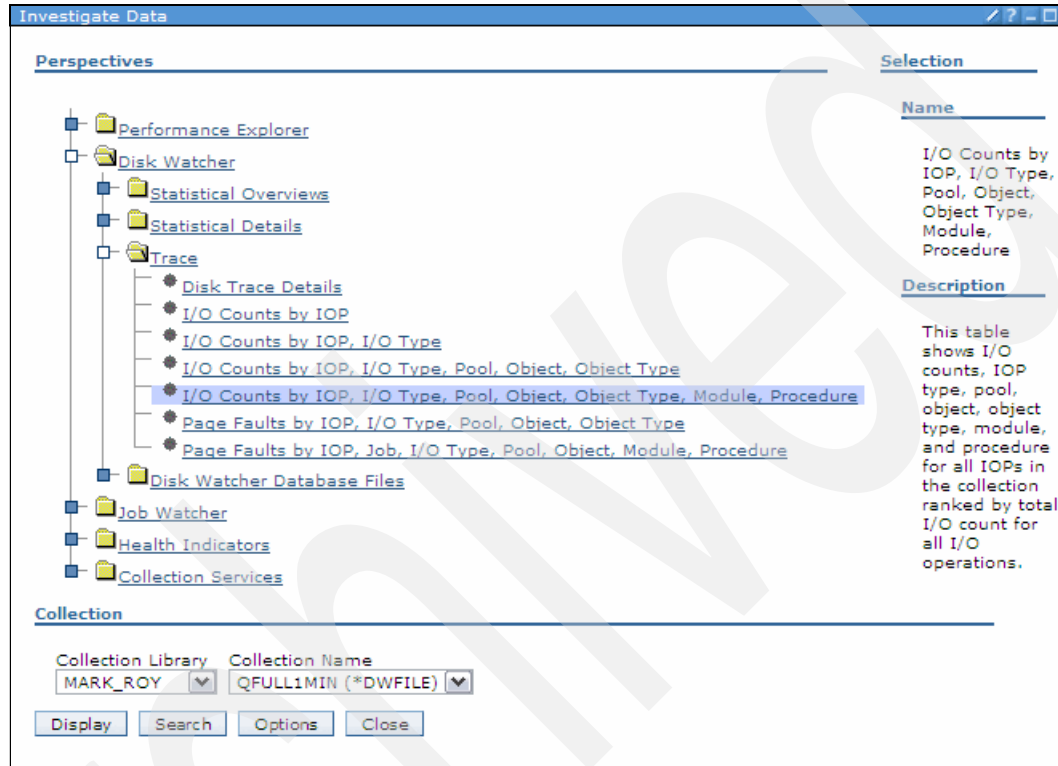 Investigate Data
Perspectives
Performance Explorer
Disk Watcher
Statistical Overviews
Statistical Details
Trace
Disk Trace Details
I/O Counts by IOP
I/O Counts by IOP, I/O Type
I/O Counts by IOP, I/O Type, Pool, Object, Object Type
I/O Counts by IOP, I/O Type, Pool, Object, Object Type, Module, Procedure
Page Faults by IOP, I/O Type, Pool, Object, Object Type
Page Faults by IOP, Job, I/O Type, Pool, Object, Module, Procedure
Disk Watcher Database Files
Job Watcher
Health Indicators
Collection Services
Selection
Name
I/O Counts by
IOP, I/O Type,
Pool, Object,
Object Type,
Module,
Procedure
Description
This table
shows I/O
counts, IOP
type, pool,
object, object
type, module,
and procedure
for all IOPs in
the collection
ranked by total
I/O count for
all I/O
operations.
Collection
Collection Library Collection Name
MARK_ROY QFULL1MIN (*DWFILE)
Display Search Options Close